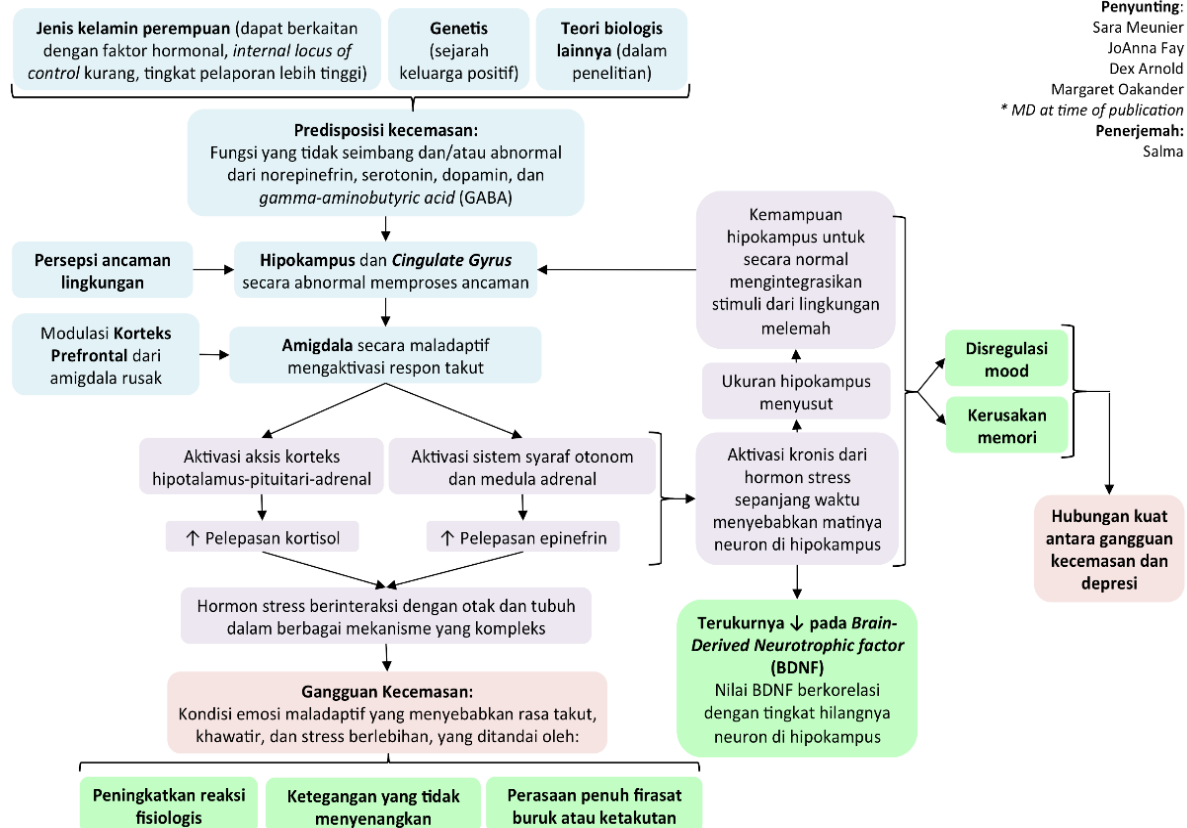 Jenis kelamin perempuan (dapat berkaitan
dengan faktor hormonal, internal locus of
control kurang, tingkat pelaporan lebih tinggi)
Genetis
(sejarah
keluarga positif)
Teori biologis
lainnya (dalam
penelitian)
Penyunting:
Sara Meunier
JoAnna Fay
Dex Arnold
Margaret Oakander
* MD at time of publication
Penerjemah:
Salma
Predisposisi kecemasan:
Fungsi yang tidak seimbang dan/atau abnormal
dari norepinefrin, serotonin, dopamin, dan
gamma-aminobutyric acid (GABA)
Persepsi ancaman
lingkungan
Hipokampus dan Cingulate Gyrus
secara abnormal memproses ancaman
Modulasi Korteks
Prefrontal dari
amigdala rusak
Amigdala secara maladaptif
mengaktivasi respon takut
Aktivasi aksis korteks
hipotalamus-pituitari-adrenal
Aktivasi sistem syaraf otonom
dan medula adrenal
↑ Pelepasan kortisol
↑ Pelepasan epinefrin
Hormon stress berinteraksi dengan otak dan tubuh
dalam berbagai mekanisme yang kompleks
Gangguan Kecemasan:
Kondisi emosi maladaptif yang menyebabkan rasa takut,
khawatir, dan stress berlebihan, yang ditandai oleh:
Peningkatan reaksi
fisiologis
Ketegangan yang tidak
menyenangkan
Perasaan penuh firasat
buruk atau ketakutan
Kemampuan
hipokampus untuk
secara normal
mengintegrasikan
stimuli dari lingkungan
melemah
Ukuran hipokampus
menyusut
Aktivasi kronis dari
hormon stress
sepanjang waktu
menyebabkan matinya
neuron di hipokampus
Terukurnya ↓ pada Brain-
Derived Neurotrophic factor
(BDNF)
Nilai BDNF berkorelasi
dengan tingkat hilangnya
neuron di hipokampus
Disregulasi
mood
Kerusakan
memori
Hubungan kuat
antara gangguan
kecemasan dan
depresi